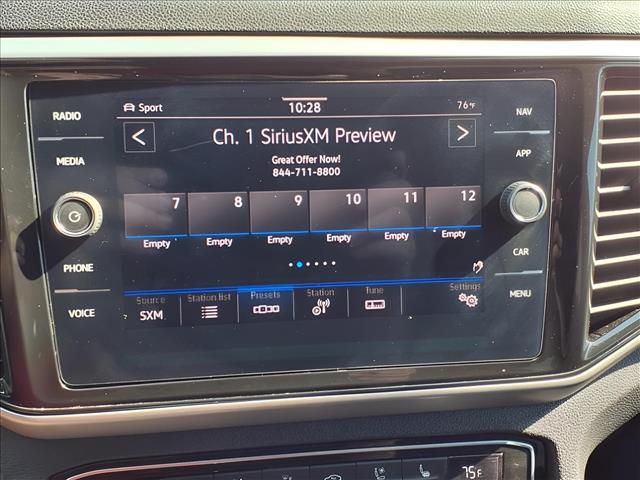 Sport 10:28 76°F
RADIO
NAV
Ch. 1 SiriusXM Preview
MEDIA
APP
Great Offer Now!
844-711-8800
7 8 9 10 11 12
Empty Empty Empty Empty Empty Empty
CAR
PHONE
MENU
Source Station list Presets Station Tune Settings
SXM
VOICE
75°F